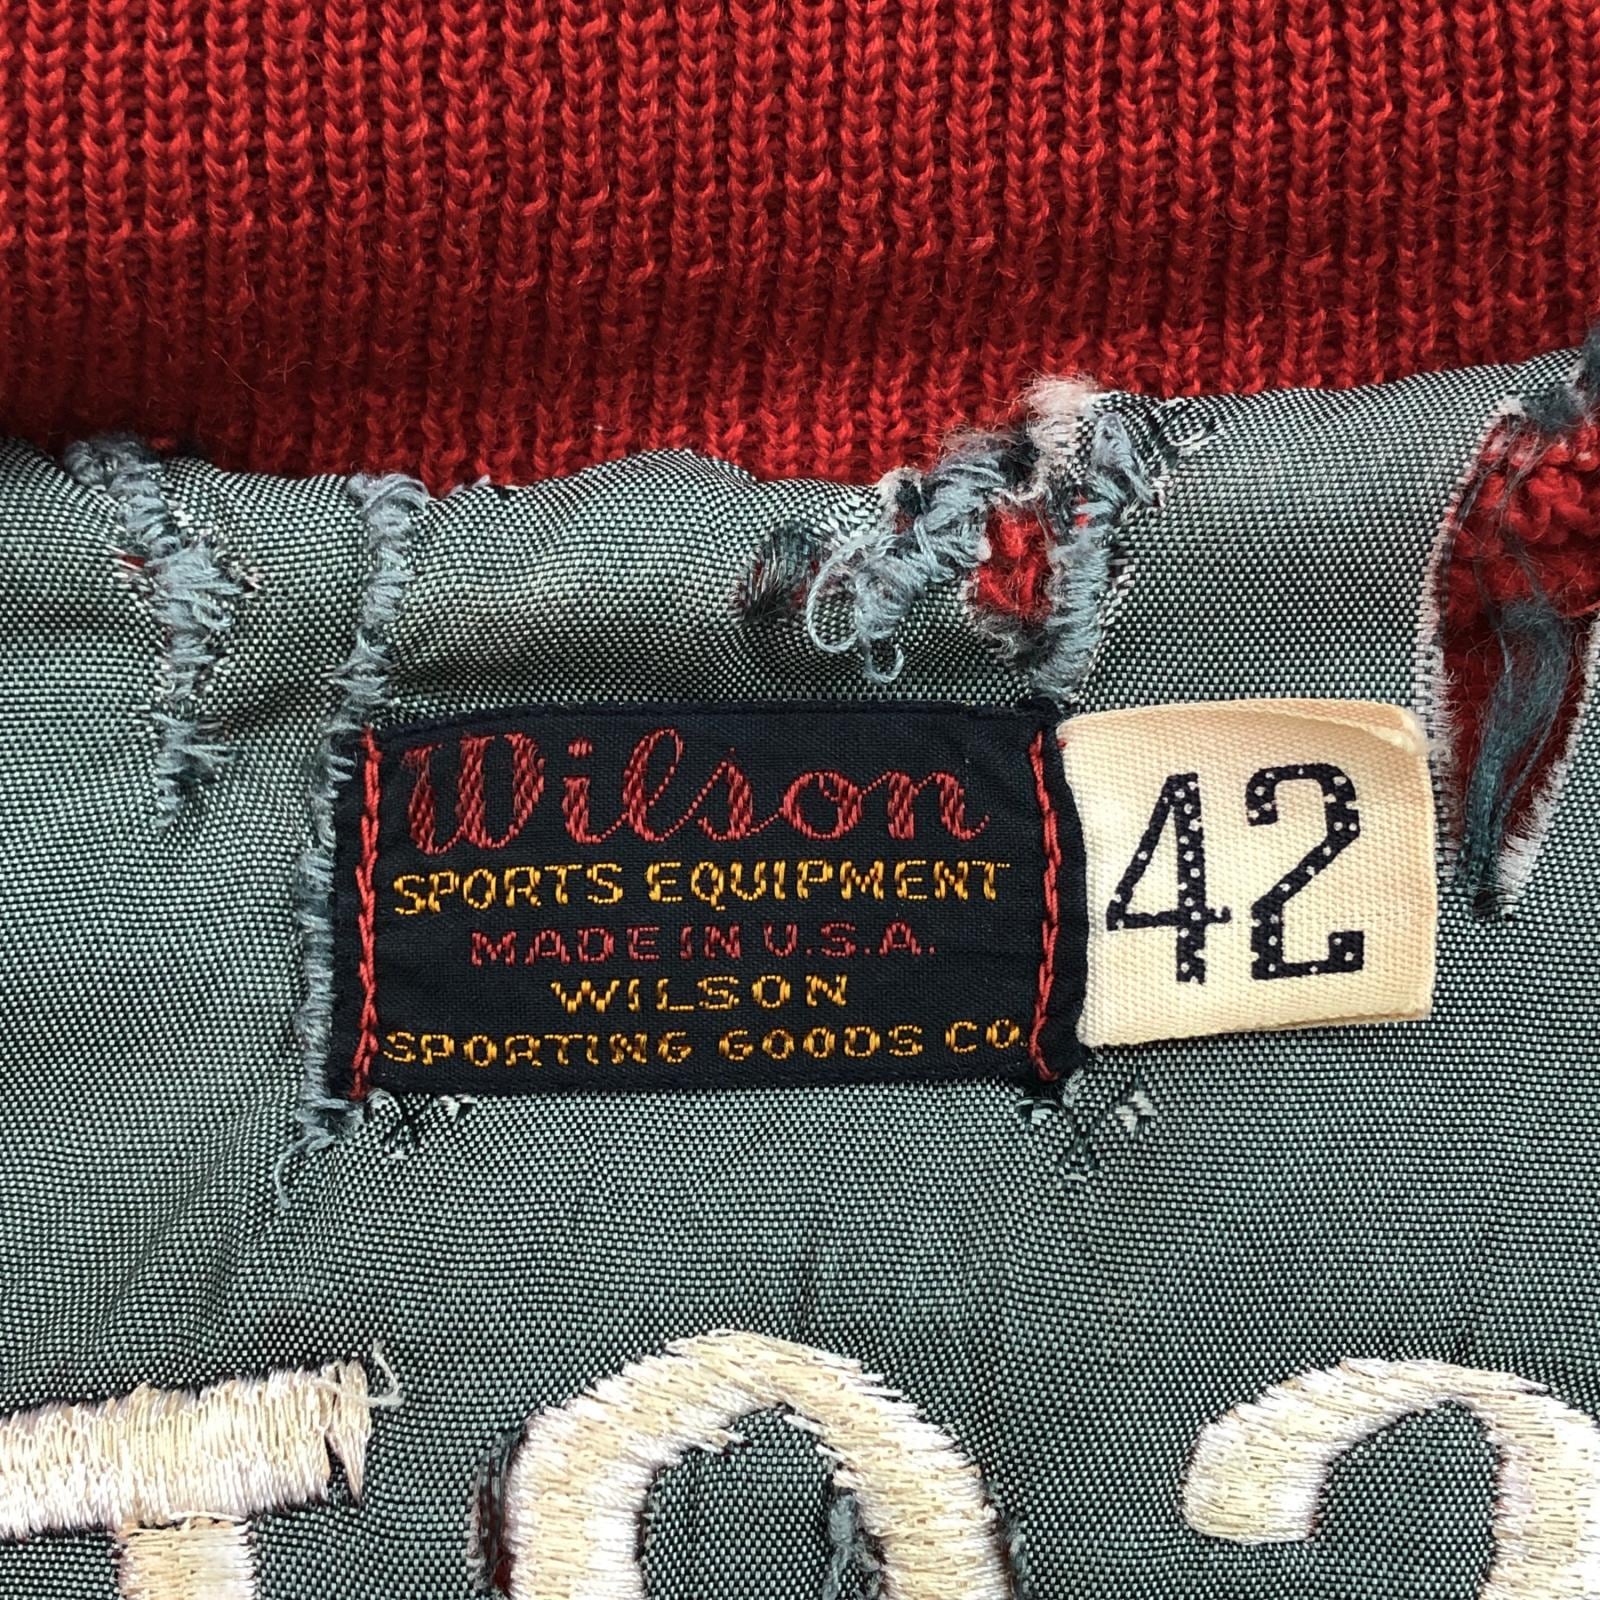 Wilson
SPORTS EQUIPMENT
MADE IN U.S.A.
WILSON
SPORTING GOODS CO.
42